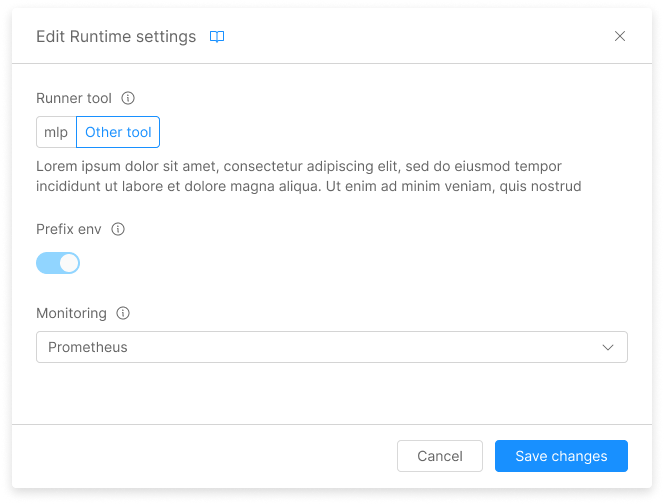 Edit Runtime settings
Runner tool
mlp Other tool
Lorem ipsum dolor sit amet, consectetur adipiscing elit, sed do eiusmod tempor
incididunt ut labore et dolore magna aliqua. Ut enim ad minim veniam, quis nostrud
Prefix env
Monitoring
Prometheus
Cancel Save changes